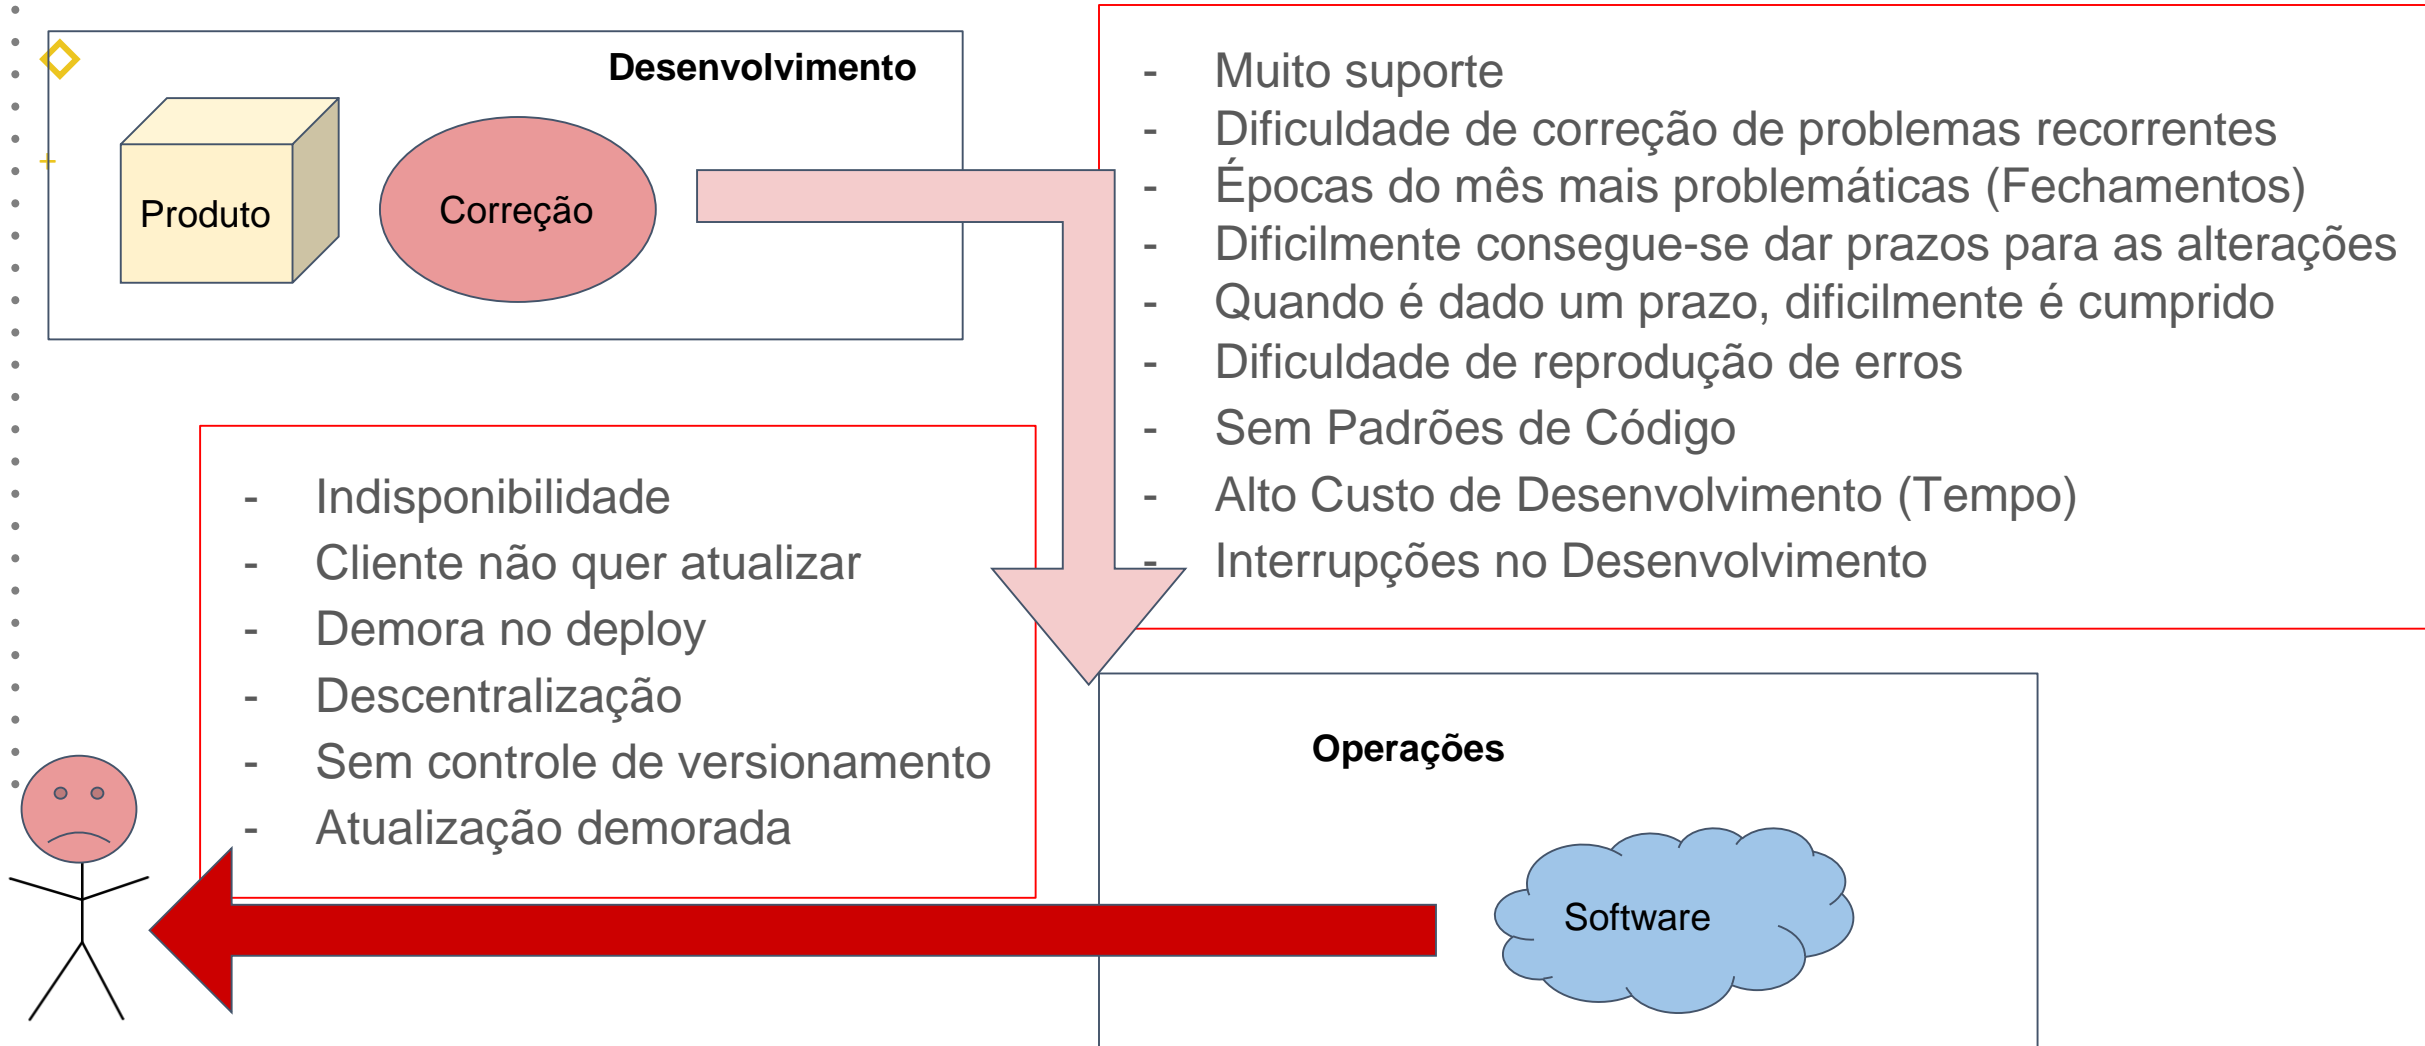 Desenvolvimento
Produto
Correção
- Muito suporte
- Dificuldade de correção de problemas recorrentes
- Épocas do mês mais problemáticas (Fechamentos)
- Dificilmente consegue-se dar prazos para as alterações
- Quando é dado um prazo, dificilmente é cumprido
- Dificuldade de reprodução de erros
- Sem Padrões de Código
- Alto Custo de Desenvolvimento (Tempo)
- Interrupções no Desenvolvimento
- Indisponibilidade
- Cliente não quer atualizar
- Demora no deploy
- Descentralização
- Sem controle de versionamento
- Atualização demorada
Operações
Software